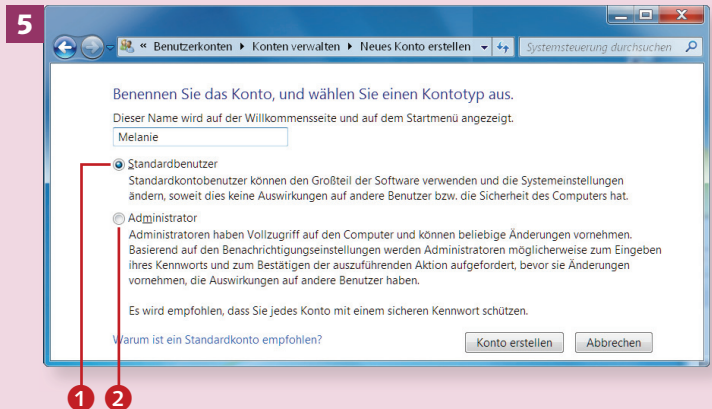 5
« Benutzerkonten ▸ Konten verwalten ▸ Neues Konto erstellen
Systemsteuerung durchsuchen
Benennen Sie das Konto, und wählen Sie einen Kontotyp aus.
Dieser Name wird auf der Willkommensseite und auf dem Startmenü angezeigt.
Melanie
Standardbenutzer
Standardkontobenutzer können den Großteil der Software verwenden und die Systemeinstellungen
ändern, soweit dies keine Auswirkungen auf andere Benutzer bzw. die Sicherheit des Computers hat.
Administrator
Administratoren haben Vollzugriff auf den Computer und können beliebige Änderungen vornehmen.
Basierend auf den Benachrichtigungseinstellungen werden Administratoren möglicherweise zum Eingeben
ihres Kennworts und zum Bestätigen der auszuführenden Aktion aufgefordert, bevor sie Änderungen
vornehmen, die Auswirkungen auf andere Benutzer haben.
Es wird empfohlen, dass Sie jedes Konto mit einem sicheren Kennwort schützen.
Warum ist ein Standardkonto empfohlen?
Konto erstellen
Abbrechen
1 2